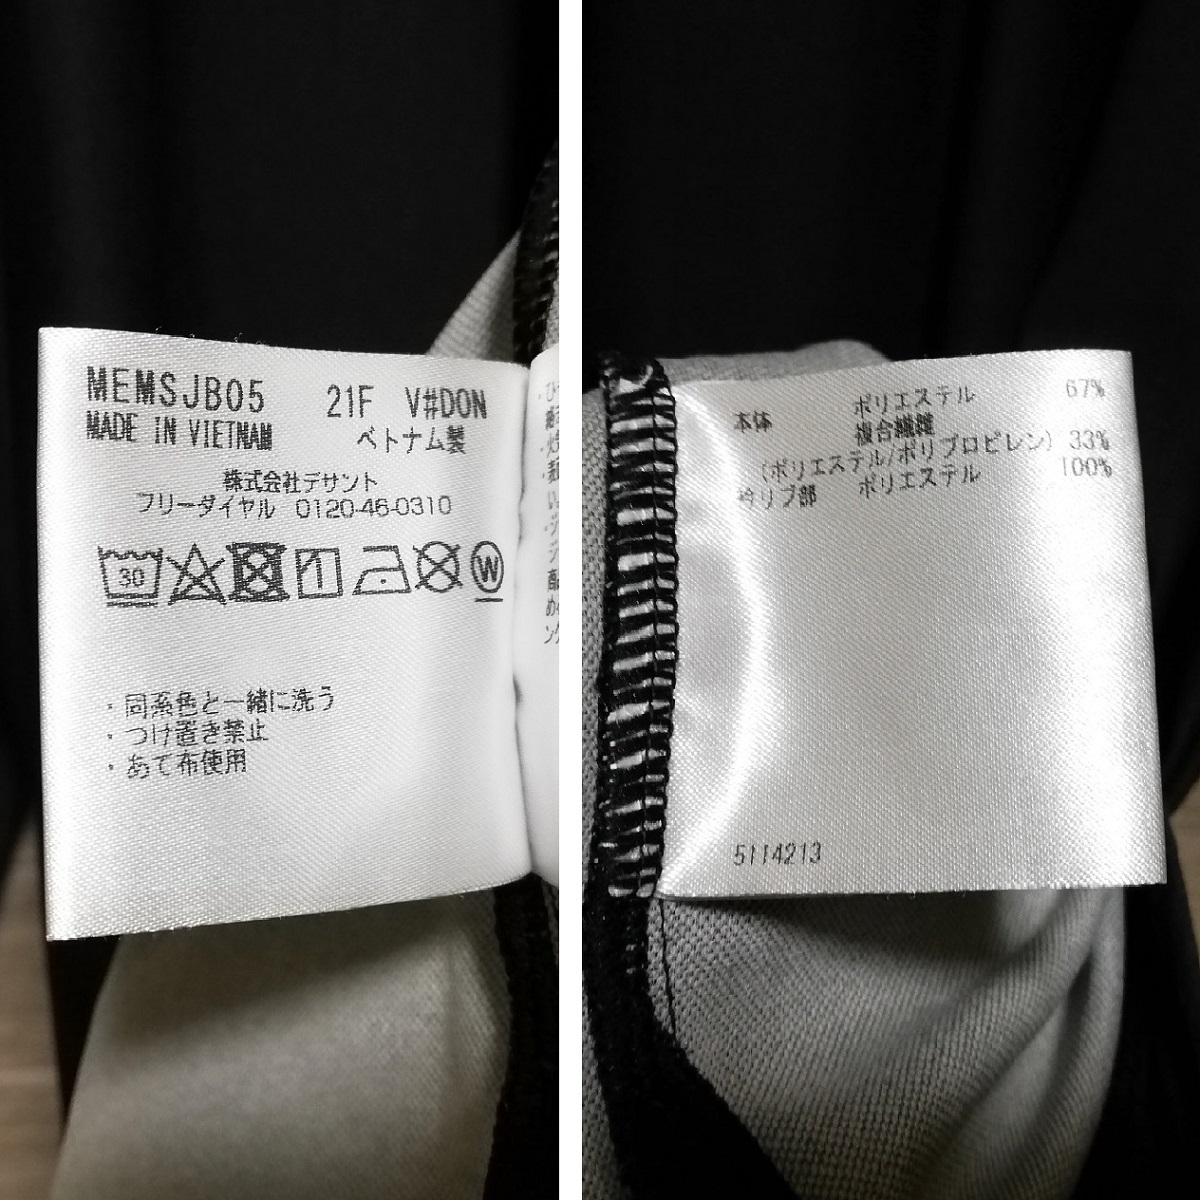 MEMSJB05 21F V#DON
MADE IN VIETNAM ベトナム製
株式会社デサント
フリーダイヤル 0120-46-0310
30 W
・同系色と一緒に洗う
・つけ置き禁止
・あて布使用
本体 ポリエステル 67%
複合繊維
(ポリエステル/ポリプロピレン) 33%
衿リブ部 ポリエステル 100%
5114213